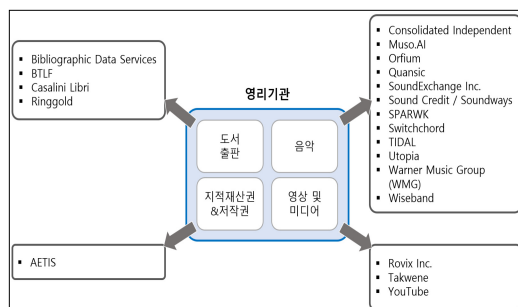 Bibliographic Data Services
BTLF
Casalini Libri
Ringgold
Consolidated Independent
Muso.AI
Orfium
Quansic
SoundExchange Inc.
Sound Credit / Soundways
SPARWK
Switchchord
TIDAL
Utopia
Warner Music Group
(WMG)
Wiseband
영리기관
도서
출판
음악
지적재산권
&저작권
영상 및
미디어
AETIS
Rovix Inc.
Takwene
YouTube